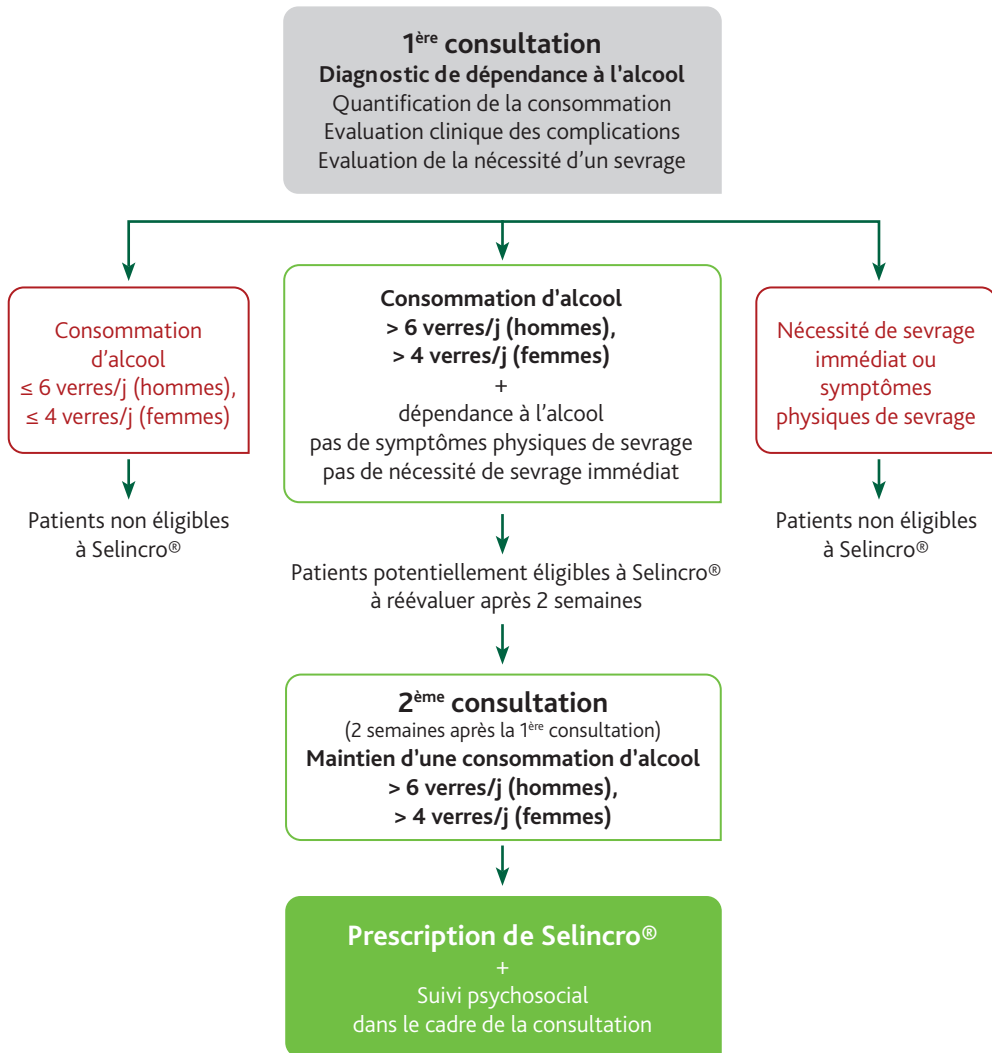 1ère consultation
Diagnostic de dépendance à l'alcool
Quantification de la consommation
Evaluation clinique des complications
Evaluation de la nécessité d'un sevrage
Consommation
d'alcool
≤ 6 verres/j (hommes),
≤ 4 verres/j (femmes)
Patients non éligibles
à Selincro®
Consommation d'alcool
> 6 verres/j (hommes),
> 4 verres/j (femmes)
+
dépendance à l'alcool
pas de symptômes physiques de sevrage
pas de nécessité de sevrage immédiat
Nécessité de sevrage
immédiat ou
symptômes
physiques de sevrage
Patients non éligibles
à Selincro®
Patients potentiellement éligibles à Selincro®
à réévaluer après 2 semaines
2ème consultation
(2 semaines après la 1ère consultation)
Maintien d'une consommation d'alcool
> 6 verres/j (hommes),
> 4 verres/j (femmes)
Prescription de Selincro®
+
Suivi psychosocial
dans le cadre de la consultation